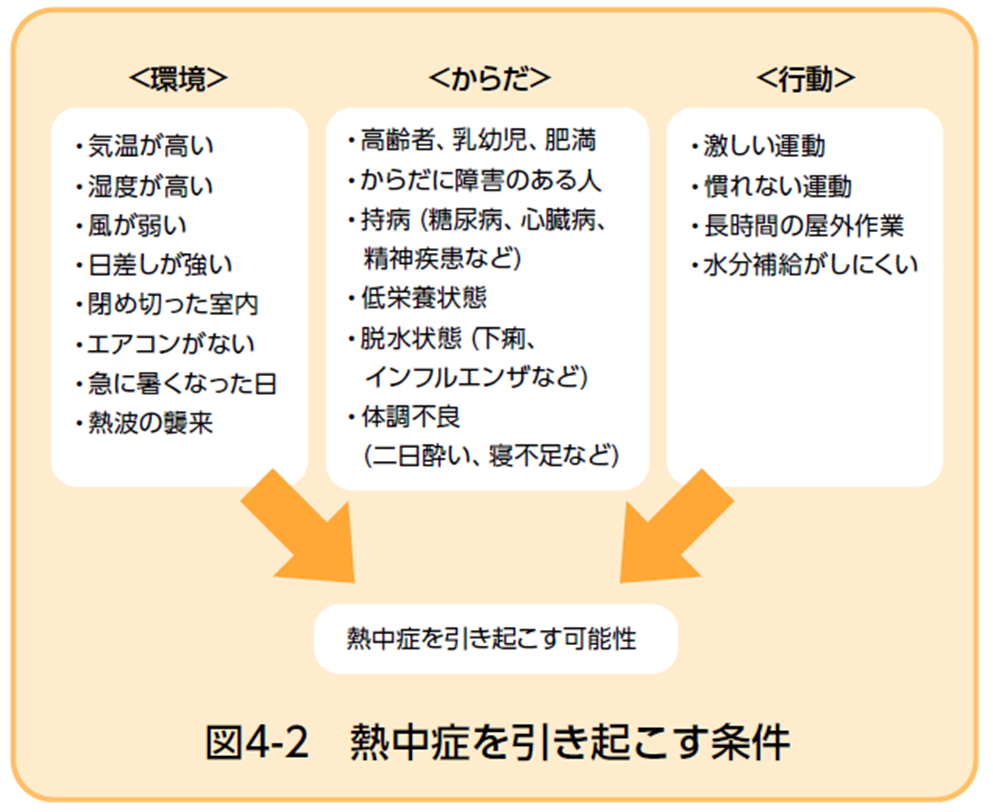 <環境>
・気温が高い
・湿度が高い
・風が弱い
・日差しが強い
・閉め切った室内
・エアコンがない
・急に暑くなった日
・熱波の襲来
<からだ>
・高齢者、乳幼児、肥満
・からだに障害のある人
・持病 (糖尿病、心臓病、
精神疾患など)
・低栄養状態
・脱水状態 (下痢、
インフルエンザなど)
・体調不良
(二日酔い、寝不足など)
<行動>
・激しい運動
・慣れない運動
・長時間の屋外作業
・水分補給がしにくい
熱中症を引き起こす可能性
図4-2 熱中症を引き起こす条件